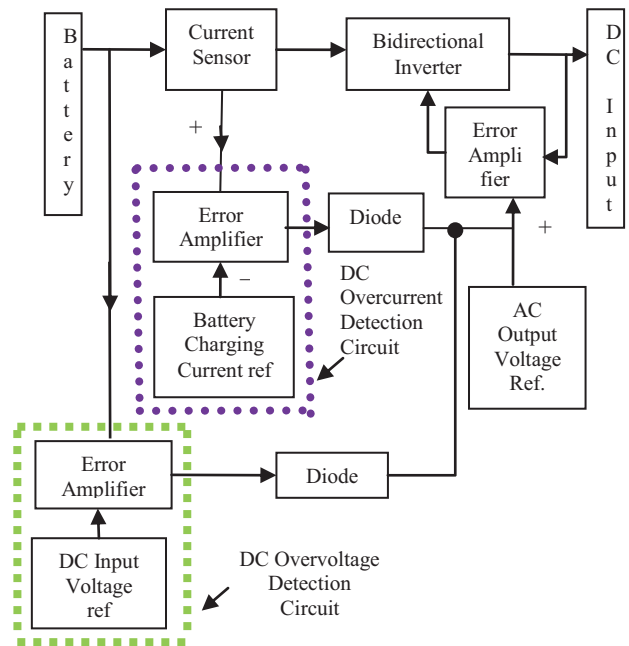 B
a
t
t
e
r
y
Current
Sensor
Bidirectional
Inverter
D
C
I
n
p
u
t
+
Error
Ampli
fier
+
Error
Amplifier
Diode
−
Battery
Charging
Current ref
DC
Overcurrent
Detection
Circuit
AC
Output
Voltage
Ref.
Error
Amplifier
Diode
DC Input
Voltage
ref
DC Overvoltage
Detection
Circuit